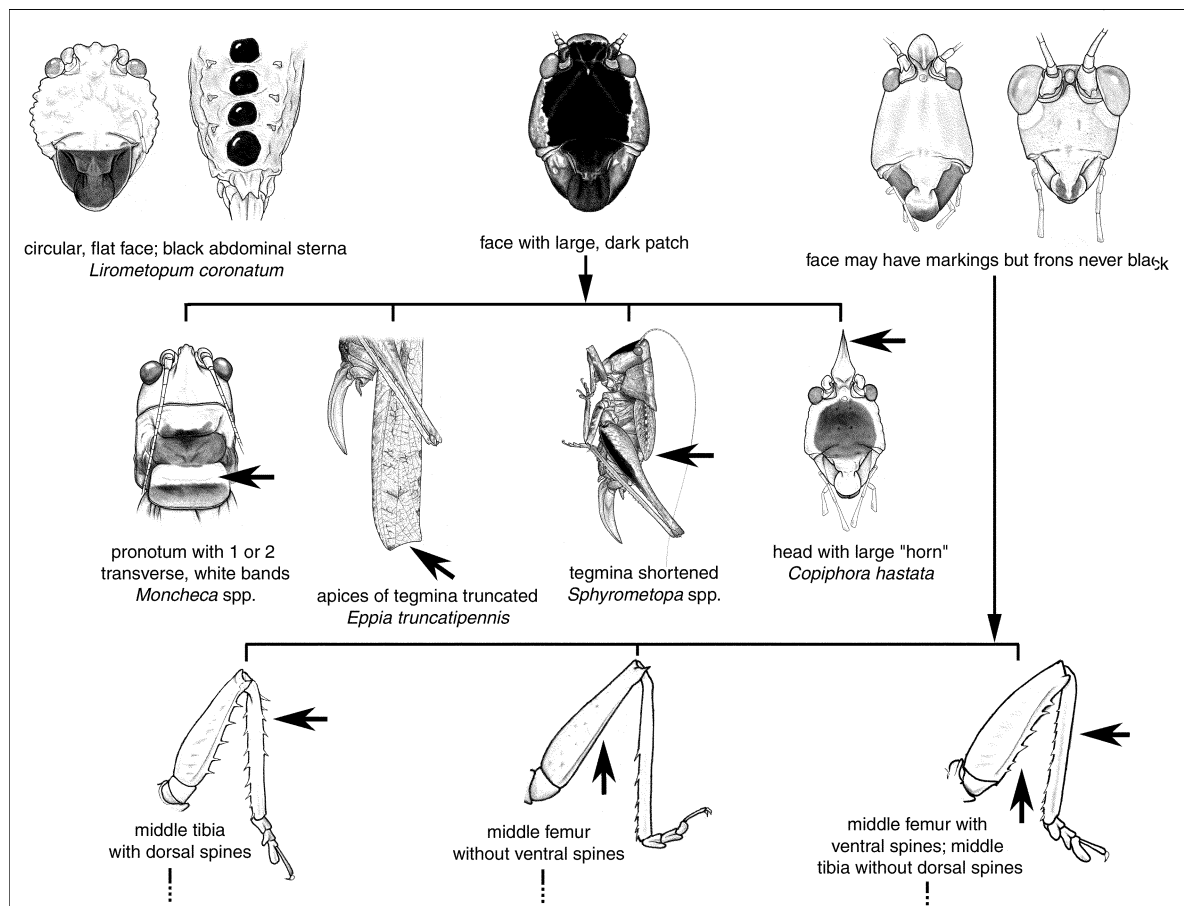 circular, flat face; black abdominal sterna
Lirometopum coronatum
face with large, dark patch
face may have markings but frons never black
pronotum with 1 or 2
transverse, white bands
Moncheca spp.
apices of tegmina truncated
Eppia truncatipennis
tegmina shortened
Sphyrometopa spp.
head with large "horn"
Copiphora hastata
middle tibia
with dorsal spines
middle femur
without ventral spines
middle femur with
ventral spines; middle
tibia without dorsal spines